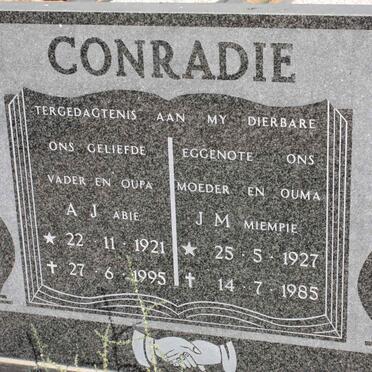 CONRADIE
TERGEDAGTENIS AAN MY DIERBARE
ONS GELIEFDE
VADER EN OUPA
A J ABIE
★ 22 · 11 · 1921
✝ 27 · 6 · 1995
EGGENOTE ONS
MOEDER EN OUMA
J M MIEMPIE
★ 25 · 5 · 1927
✝ 14 · 7 · 1985